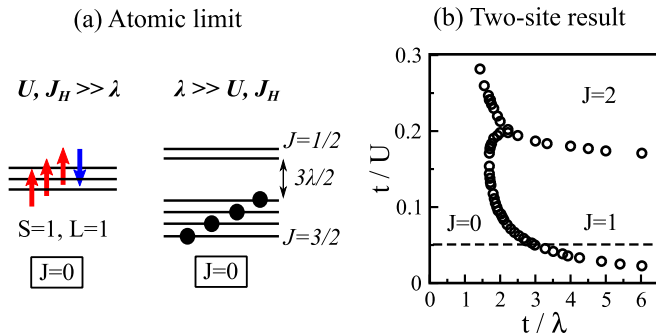 (a) Atomic limit
U, J_H >> λ
λ >> U, J_H
J=1/2
3λ/2
J=3/2
S=1, L=1
J=0
J=0
(b) Two-site result
0.3
0.2
0.1
0
t / U
J=2
J=0
J=1
0 1 2 3 4 5 6
t / λ